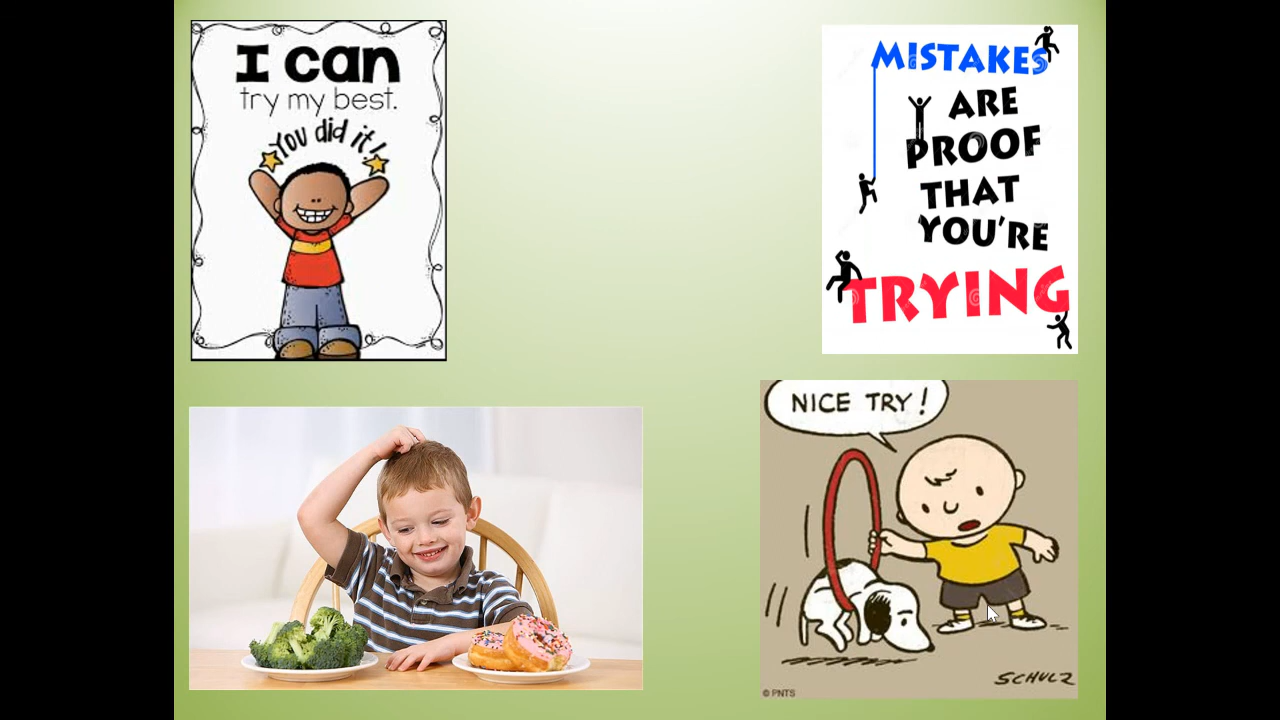 I can
try my best.
You did it!
MISTAKES
ARE
PROOF
THAT
YOU'RE
TRYING
NICE TRY!
SCHULZ
© PNTS